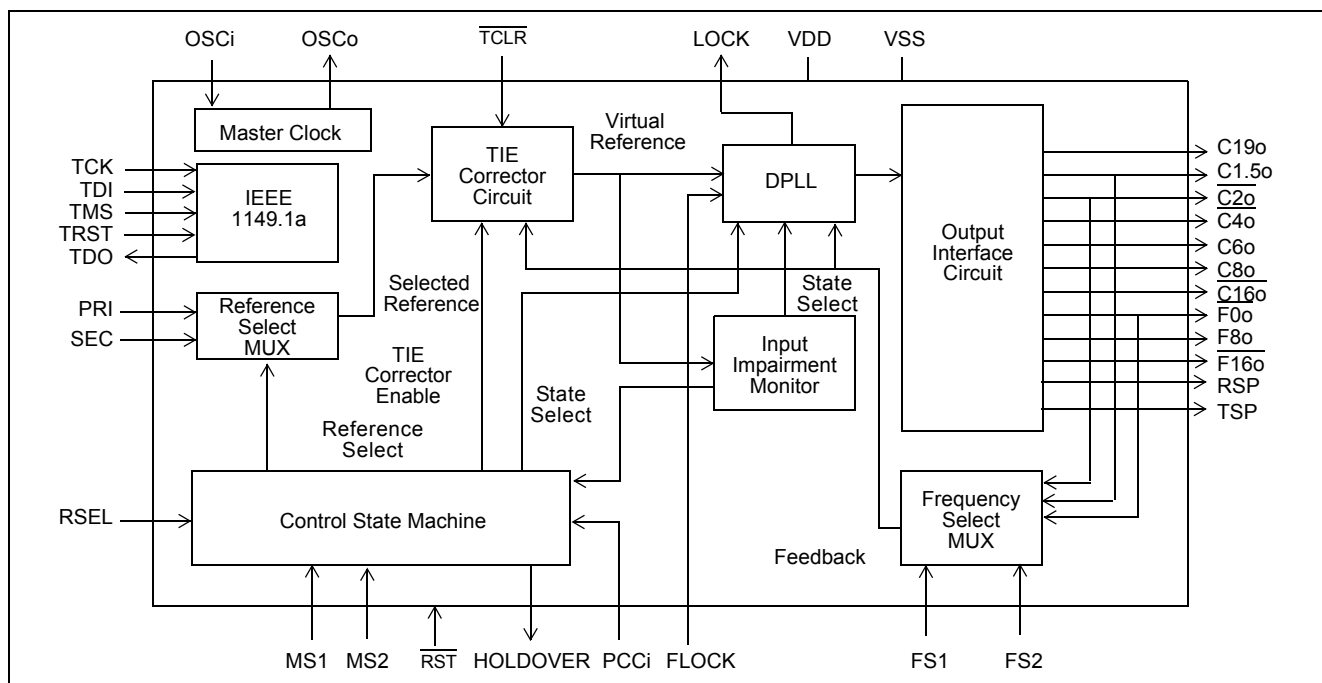 OSCi
OSCo
TCLR
LOCK
VDD
VSS
Master Clock
TCK
TDI
TMS
TRST
TDO
IEEE
1149.1a
TIE
Corrector
Circuit
Virtual
Reference
DPLL
Output
Interface
Circuit
C19o
C1.5o
C2o
C4o
C6o
C8o
C16o
F0o
F8o
F16o
RSP
TSP
PRI
SEC
Reference
Select
MUX
Selected
Reference
TIE
Corrector
Enable
State
Select
State
Select
Input
Impairment
Monitor
Reference
Select
RSEL
Control State Machine
Frequency
Select
MUX
Feedback
MS1
MS2
RST
HOLDOVER
PCCi
FLOCK
FS1
FS2